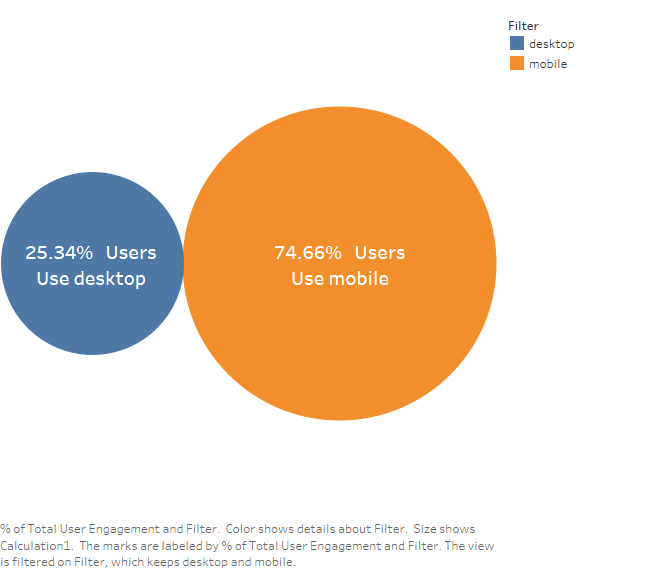 Filter
desktop
mobile
25.34% Users
Use desktop
74.66% Users
Use mobile
% of Total User Engagement and Filter. Color shows details about Filter. Size shows
Calculation1. The marks are labeled by % of Total User Engagement and Filter. The view
is filtered on Filter, which keeps desktop and mobile.